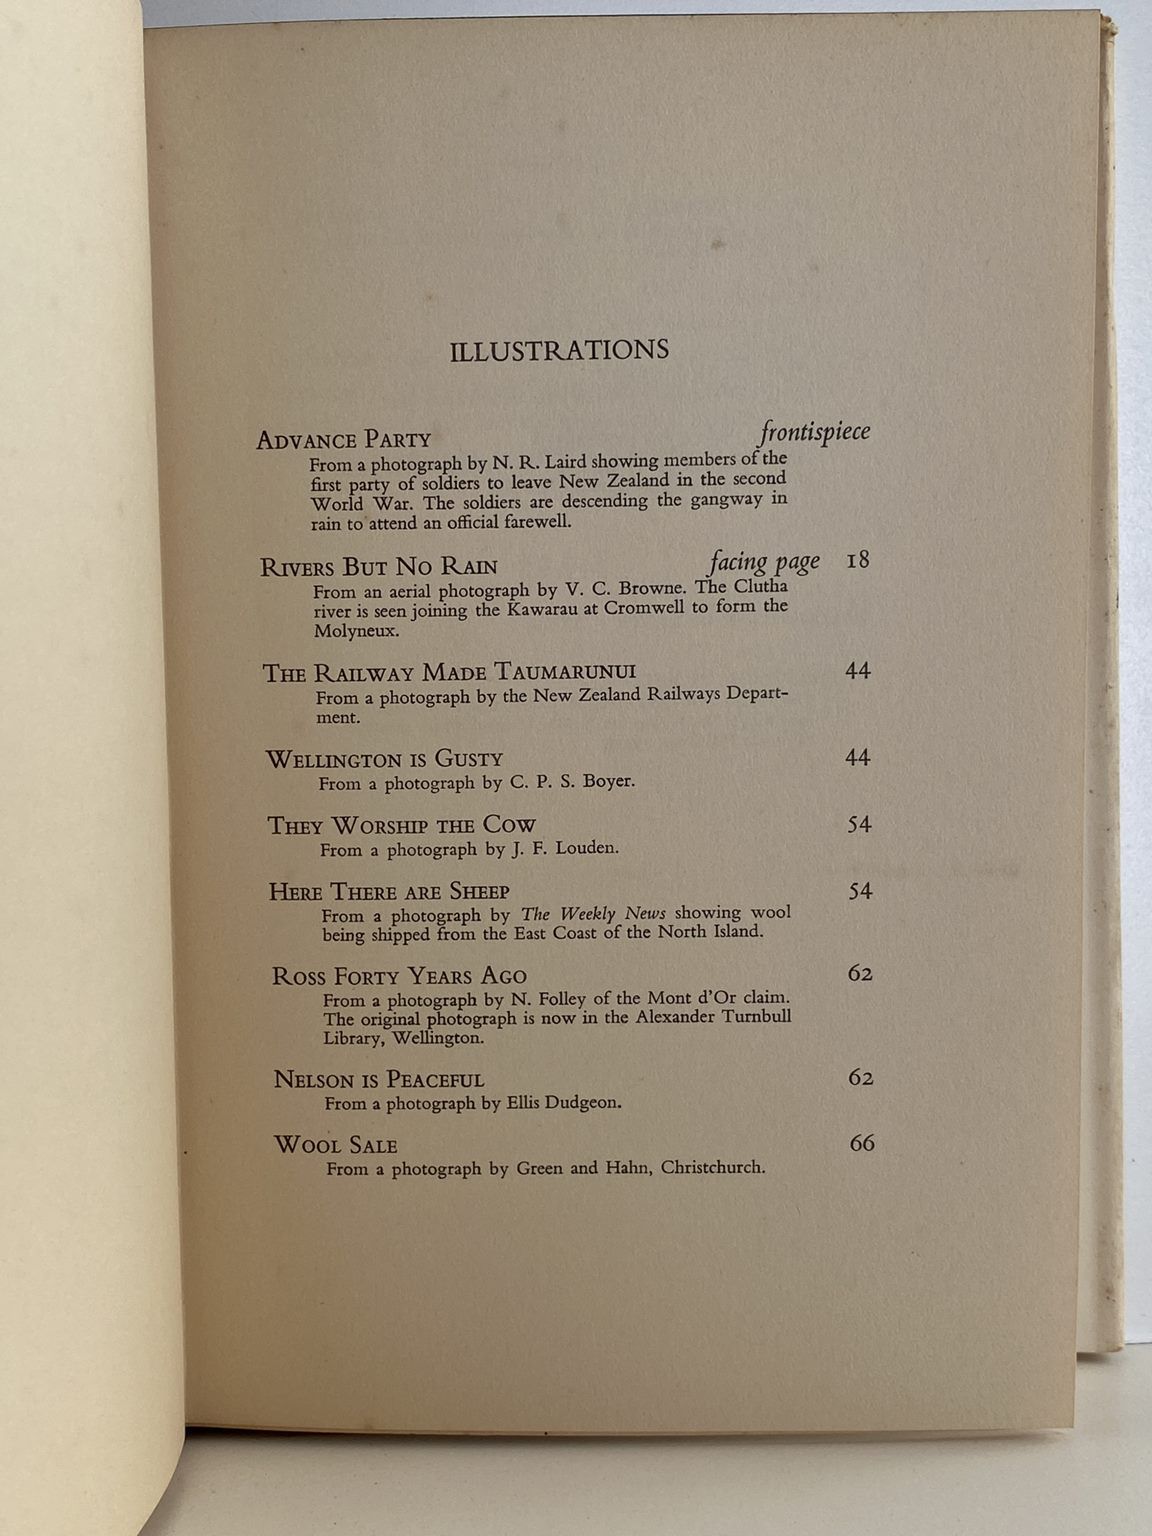 ILLUSTRATIONS
Advance Party frontispiece
From a photograph by N. R. Laird showing members of the
first party of soldiers to leave New Zealand in the second
World War. The soldiers are descending the gangway in
rain to attend an official farewell.
Rivers But No Rain facing page 18
From an aerial photograph by V. C. Browne. The Clutha
river is seen joining the Kawarau at Cromwell to form the
Molyneux.
The Railway Made Taumarunui 44
From a photograph by the New Zealand Railways Depart-
ment.
Wellington is Gusty 44
From a photograph by C. P. S. Boyer.
They Worship the Cow 54
From a photograph by J. F. Louden.
Here There are Sheep 54
From a photograph by The Weekly News showing wool
being shipped from the East Coast of the North Island.
Ross Forty Years Ago 62
From a photograph by N. Folley of the Mont d'Or claim.
The original photograph is now in the Alexander Turnbull
Library, Wellington.
Nelson is Peaceful 62
From a photograph by Ellis Dudgeon.
Wool Sale 66
From a photograph by Green and Hahn, Christchurch.